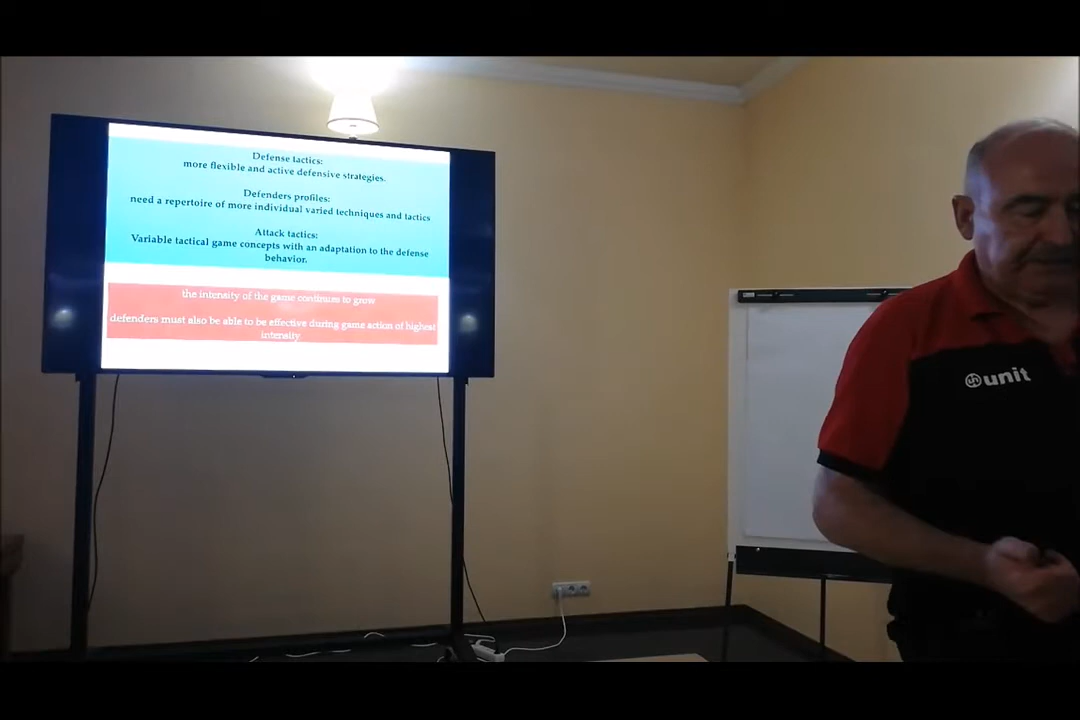 Defense tactics:
more flexible and active defensive strategies.
Defenders profiles:
need a repertoire of more individual varied techniques and tactics
Attack tactics:
Variable tactical game concepts with an adaptation to the defense
behavior.
the intensity of the game continues to grow
defenders must also be able to be effective during game action of highest
intensity
unit